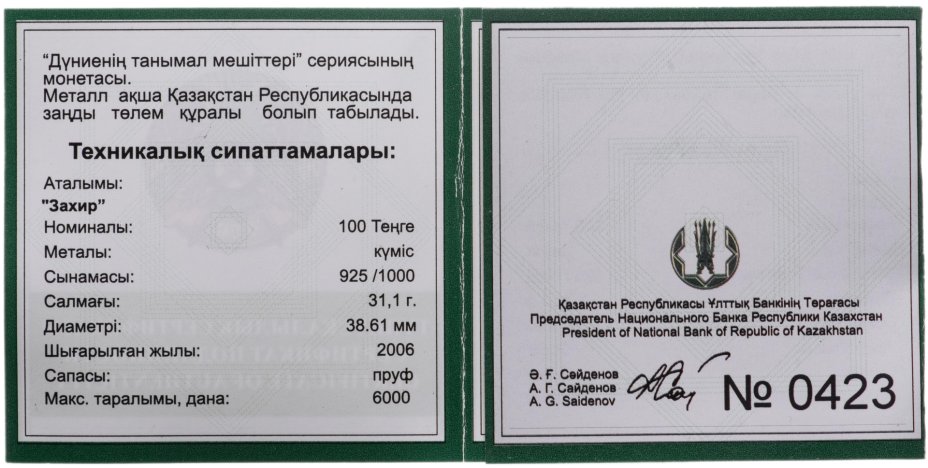 "Дүниенің танымал мешіттері” сериясының
монетасы.
Металл ақша Қазақстан Республикасында
заңды төлем құралы болып табылады.
Техникалық сипаттамалары:
Аталымы:
"Захир”
Номиналы: 100 Теңге
Металы: күміс
Сынамасы: 925 /1000
Салмағы: 31,1 г.
Диаметрі: 38.61 мм
Шығарылған жылы: 2006
Сапасы: пруф
Макс. таралымы, дана: 6000
Қазақстан Республикасы Ұлттық Банкінің Төрағасы
Председатель Национального Банка Республики Казахстан
President of National Bank of Republic of Kazakhstan
Ә. Ғ. Сәйденов
А. Г. Сайденов
A. G. Saidenov
№ 0423